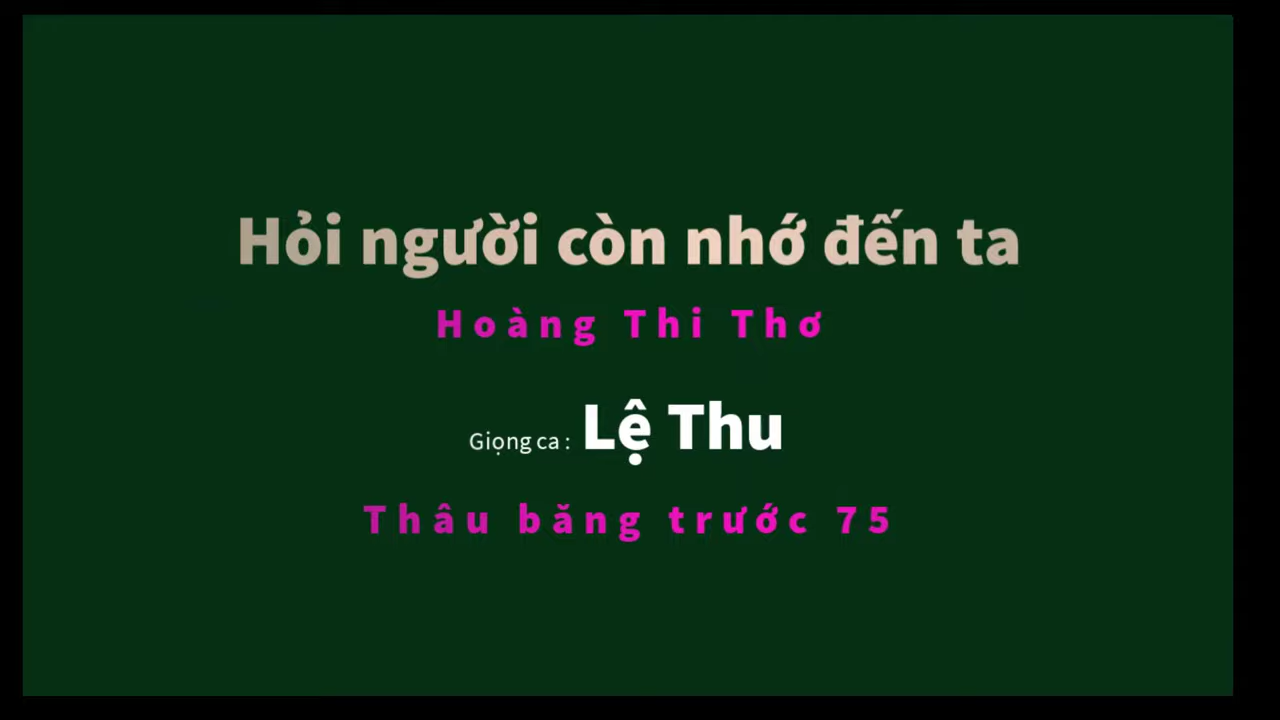 Hỏi người còn nhớ đến ta
Hoàng Thi Thơ
Giọng ca : Lệ Thu
Thâu băng trước 75